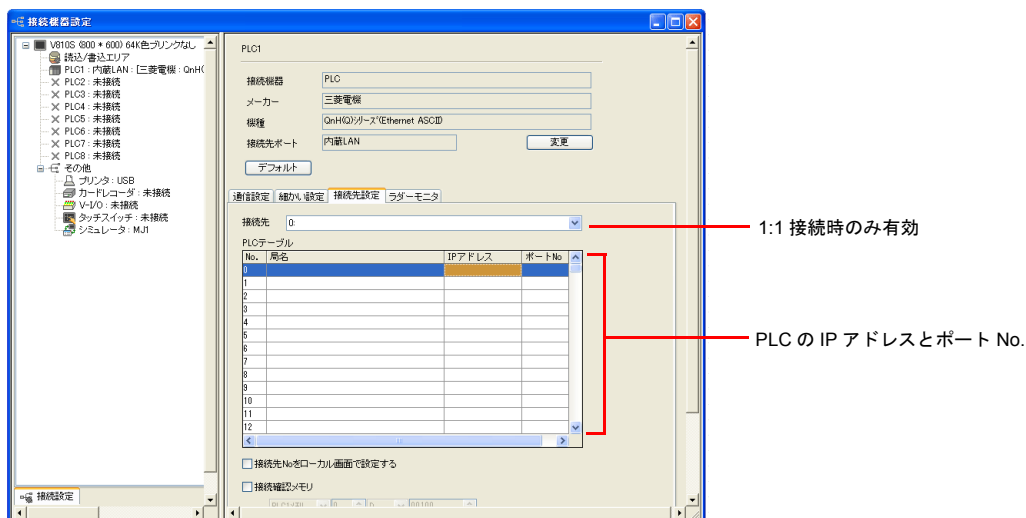 接続機器設定
V810S (800 * 600) 64K色ブリンクなし
読込/書込エリア
PLC1 : 内蔵LAN : [三菱電機 : QnH(
PLC2 : 未接続
PLC3 : 未接続
PLC4 : 未接続
PLC5 : 未接続
PLC6 : 未接続
PLC7 : 未接続
PLC8 : 未接続
その他
プリンタ : USB
カードレコーダ : 未接続
V-I/O : 未接続
タッチスイッチ : 未接続
シミュレータ : MJ1
接続設定
PLC1
接続機器 PLC
メーカー 三菱電機
機種 QnH(Q)シリーズ(Ethernet ASCII)
接続先ポート 内蔵LAN 変更
デフォルト
通信設定 細かい設定 接続先設定 ラダーモニタ
接続先 0:
PLCテーブル
No. 局名 IPアドレス ポートNo
0
1
2
3
4
5
6
7
8
9
10
11
12
接続先Noをローカル画面で設定する
接続確認メモリ
1:1 接続時のみ有効
PLC の IP アドレスとポート No.